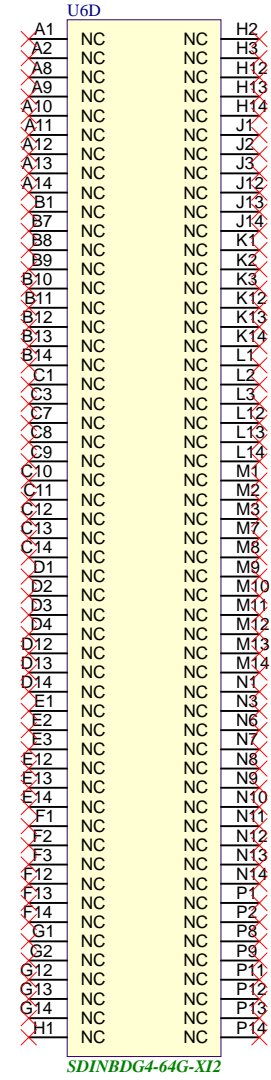 U6D
A1 NC NC H2
A2 NC NC H3
A8 NC NC H12
A9 NC NC H13
A10 NC NC H14
A11 NC NC J1
A12 NC NC J2
A13 NC NC J3
A14 NC NC J12
B1 NC NC J13
B7 NC NC J14
B8 NC NC K1
B9 NC NC K2
B10 NC NC K3
B11 NC NC K12
B12 NC NC K13
B13 NC NC K14
B14 NC NC L1
C1 NC NC L2
C3 NC NC L3
C7 NC NC L12
C8 NC NC L13
C9 NC NC L14
C10 NC NC M1
C11 NC NC M2
C12 NC NC M3
C13 NC NC M7
C14 NC NC M8
D1 NC NC M9
D2 NC NC M10
D3 NC NC M11
D4 NC NC M12
D12 NC NC M13
D13 NC NC M14
D14 NC NC N1
E1 NC NC N3
E2 NC NC N6
E3 NC NC N7
E12 NC NC N8
E13 NC NC N9
E14 NC NC N10
F1 NC NC N11
F2 NC NC N12
F3 NC NC N13
F12 NC NC N14
F13 NC NC P1
F14 NC NC P2
G1 NC NC P8
G2 NC NC P9
G12 NC NC P11
G13 NC NC P12
G14 NC NC P13
H1 NC NC P14
SDINBDG4-64G-XI2